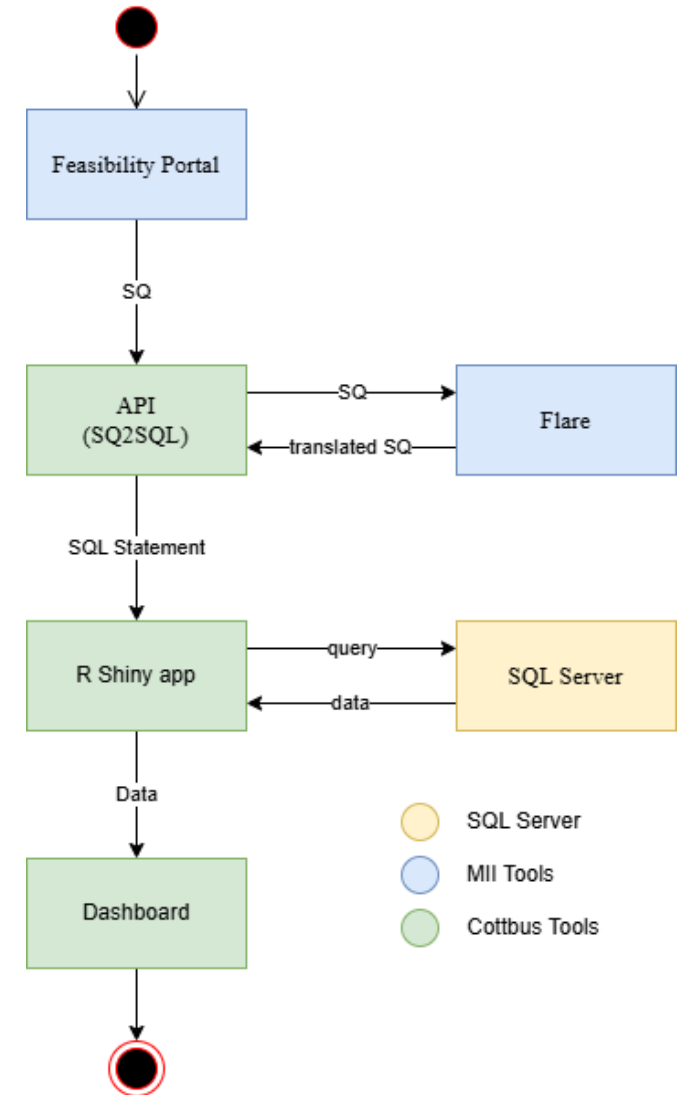 Feasibility Portal
SQ
API
(SQ2SQL)
SQ
translated SQ
Flare
SQL Statement
R Shiny app
query
data
SQL Server
Data
Dashboard
SQL Server
MII Tools
Cottbus Tools